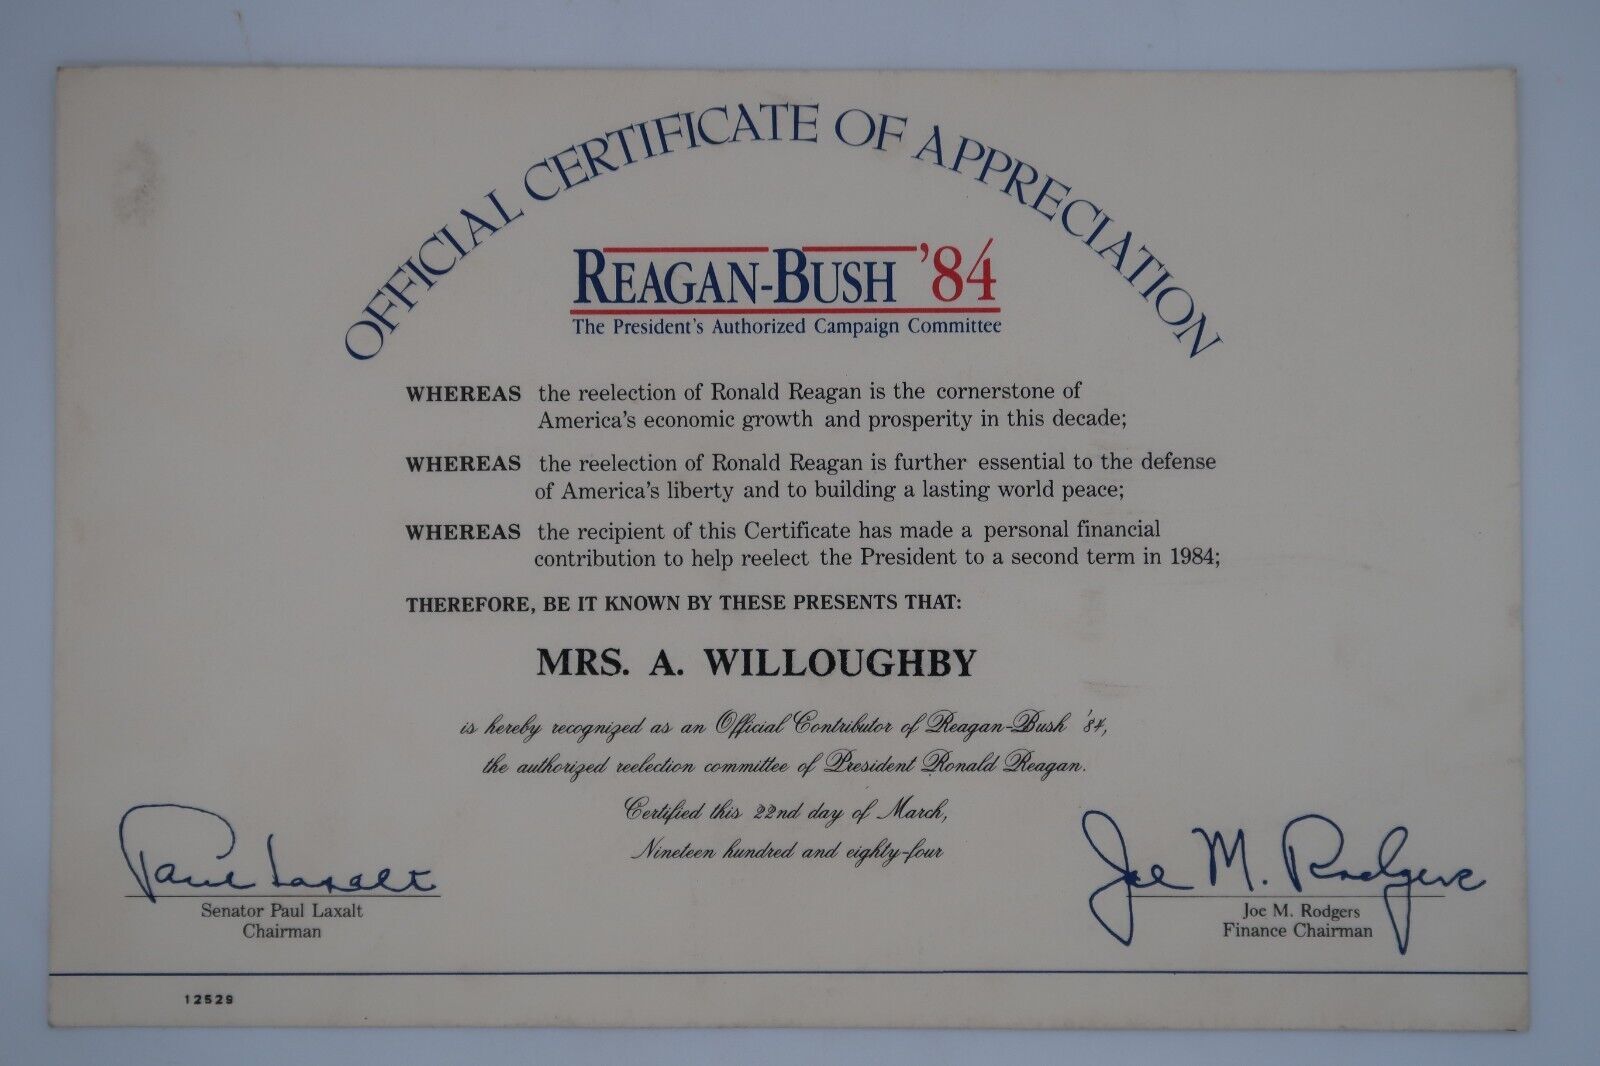 OFFICIAL CERTIFICATE OF APPRECIATION
REAGAN-BUSH '84
The President's Authorized Campaign Committee
WHEREAS the reelection of Ronald Reagan is the cornerstone of
America's economic growth and prosperity in this decade;
WHEREAS the reelection of Ronald Reagan is further essential to the defense
of America's liberty and to building a lasting world peace;
WHEREAS the recipient of this Certificate has made a personal financial
contribution to help reelect the President to a second term in 1984;
THEREFORE, BE IT KNOWN BY THESE PRESENTS THAT:
MRS. A. WILLOUGHBY
is hereby recognized as an Official Contributor of Reagan-Bush '84,
the authorized reelection committee of President Ronald Reagan.
Certified this 22nd day of March,
Nineteen hundred and eighty-four
Paul Laxalt
Senator Paul Laxalt
Chairman
Joe M. Rodgers
Joe M. Rodgers
Finance Chairman
12529